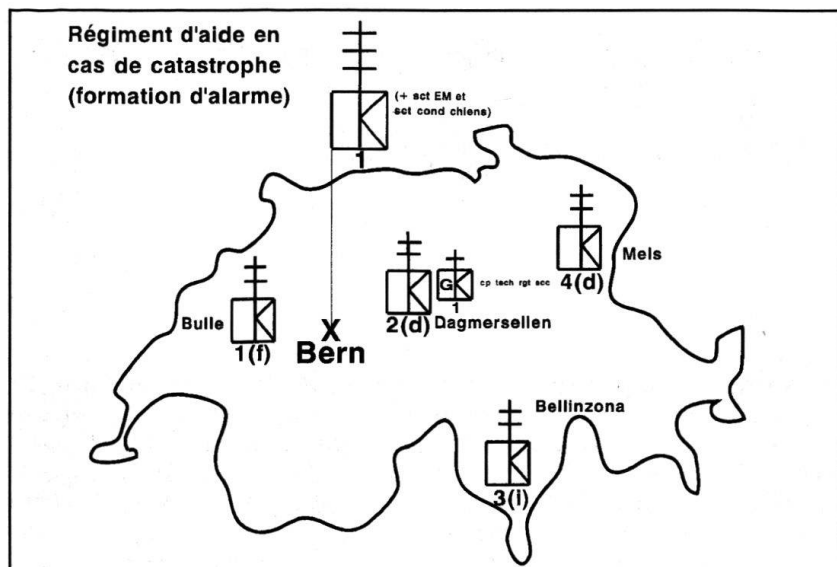 Régiment d'aide en
cas de catastrophe
(formation d'alarme)
(+ sct EM et
sct cond chiens)
1
Mels
4(d)
G
cp tech rgt acc
1
2(d) Dagmersellen
Bulle
1(f)
X
Bern
Bellinzona
3(i)